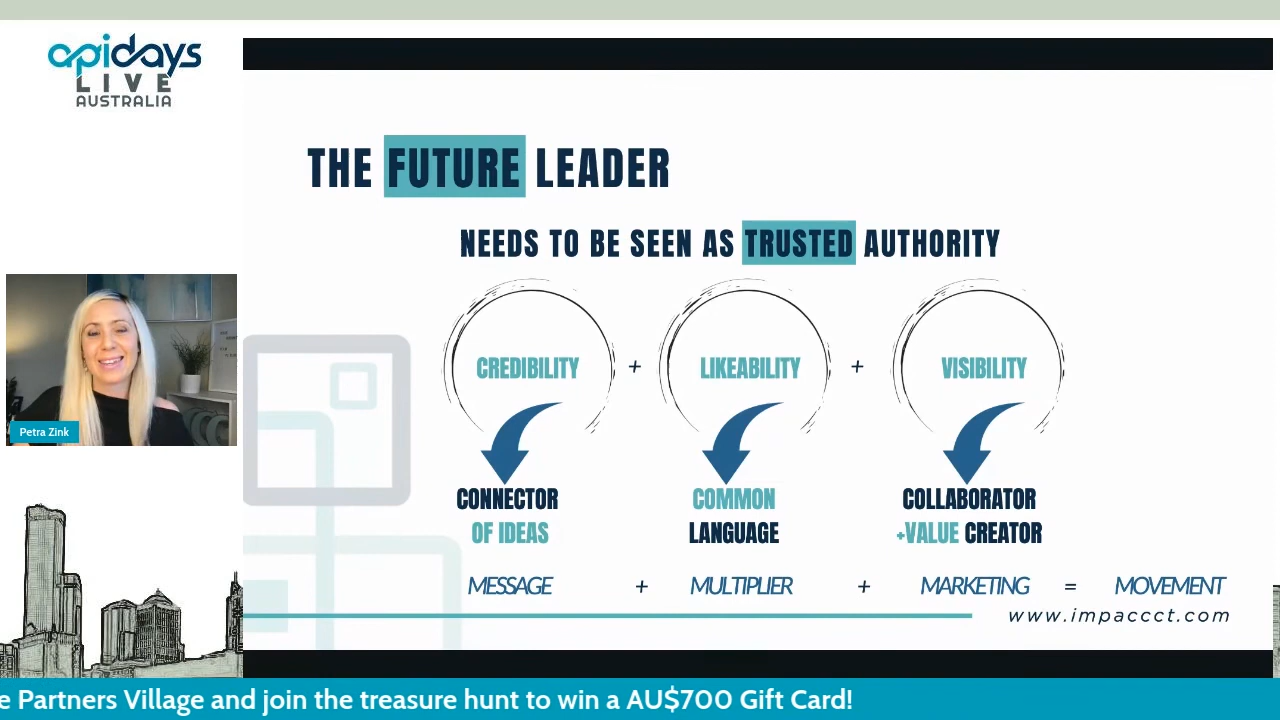 apidays
LIVE
AUSTRALIA
THE FUTURE LEADER
NEEDS TO BE SEEN AS TRUSTED AUTHORITY
CREDIBILITY + LIKEABILITY + VISIBILITY
CONNECTOR OF IDEAS
COMMON LANGUAGE
COLLABORATOR +VALUE CREATOR
MESSAGE + MULTIPLIER + MARKETING = MOVEMENT
www.impaccct.com
Petra Zink
e Partners Village and join the treasure hunt to win a AU$700 Gift Card!